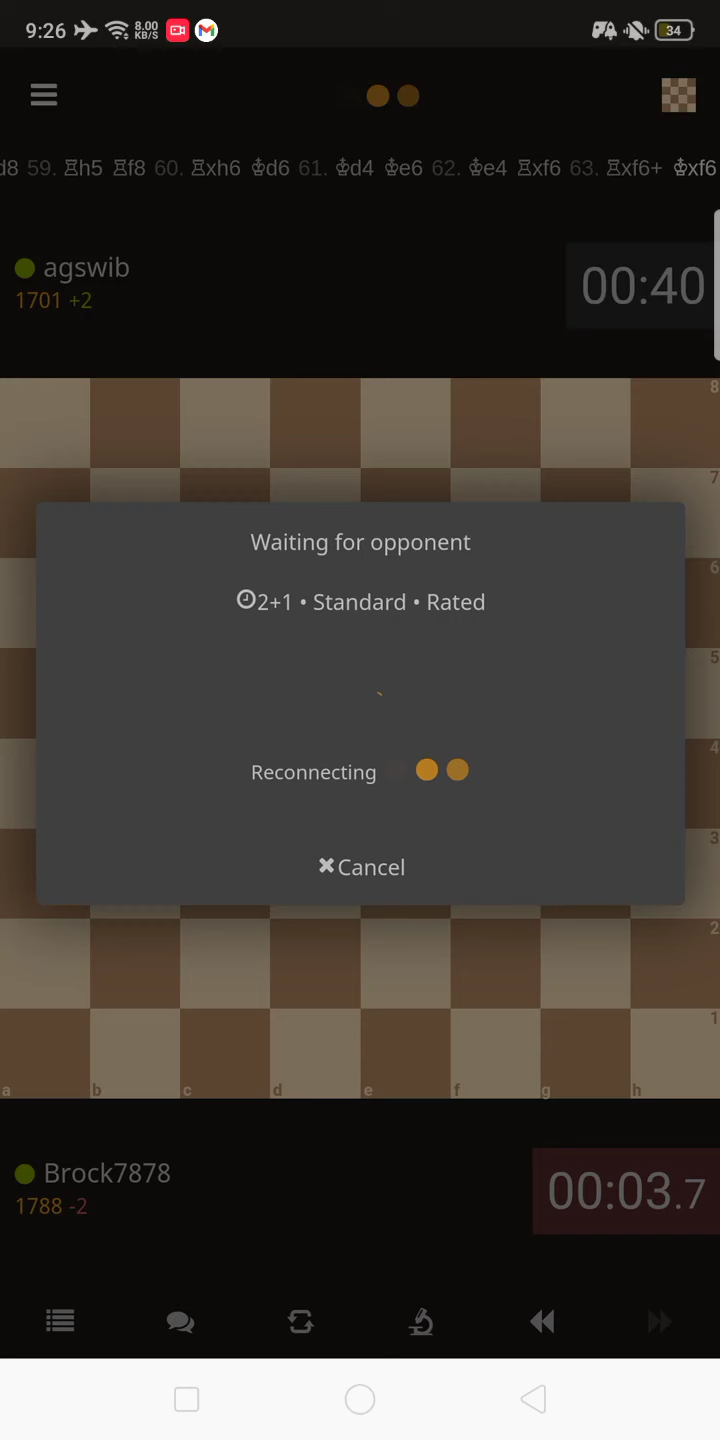 9:26 8.00 KB/S 34
d8 59. ♖h5 ♖f8 60. ♖xh6 ♔d6 61. ♔d4 ♔e6 62. ♔e4 ♖xf6 63. ♖xf6+ ♔xf6
agswib
1701 +2
00:40
8
7
Waiting for opponent
2+1 • Standard • Rated
6
5
Reconnecting
4
3
Cancel
2
1
a b c d e f g h
Brock7878
1788 -2
00:03.7